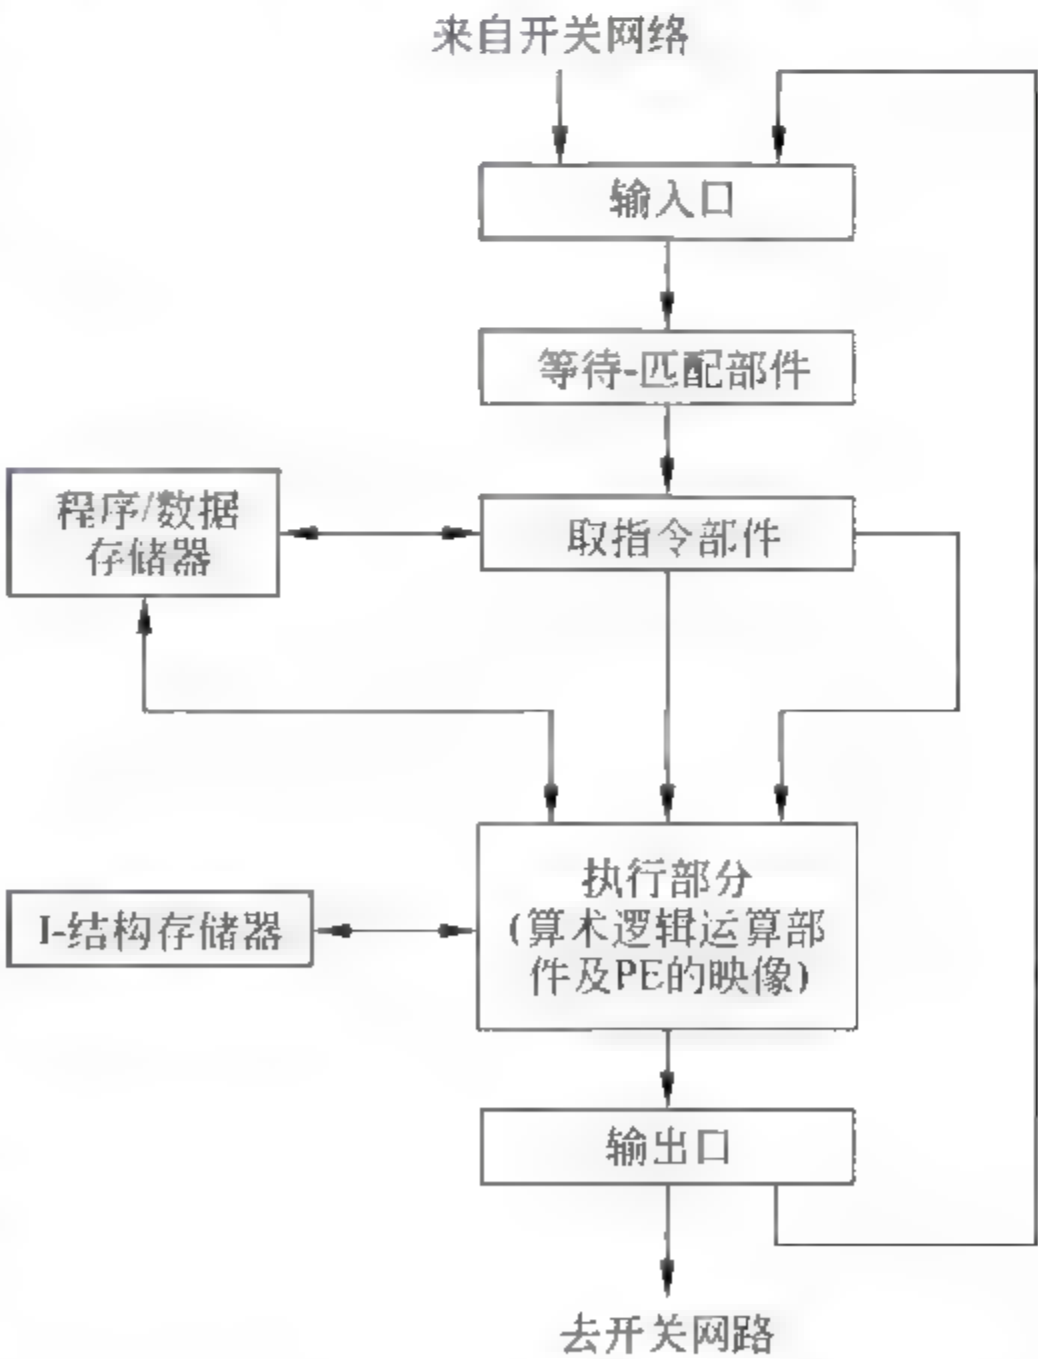 来自开关网络
输入口
等待-匹配部件
程序/数据
存储器
取指令部件
执行部分
(算术逻辑运算部
件及PE的映像)
I-结构存储器
输出口
去开关网路